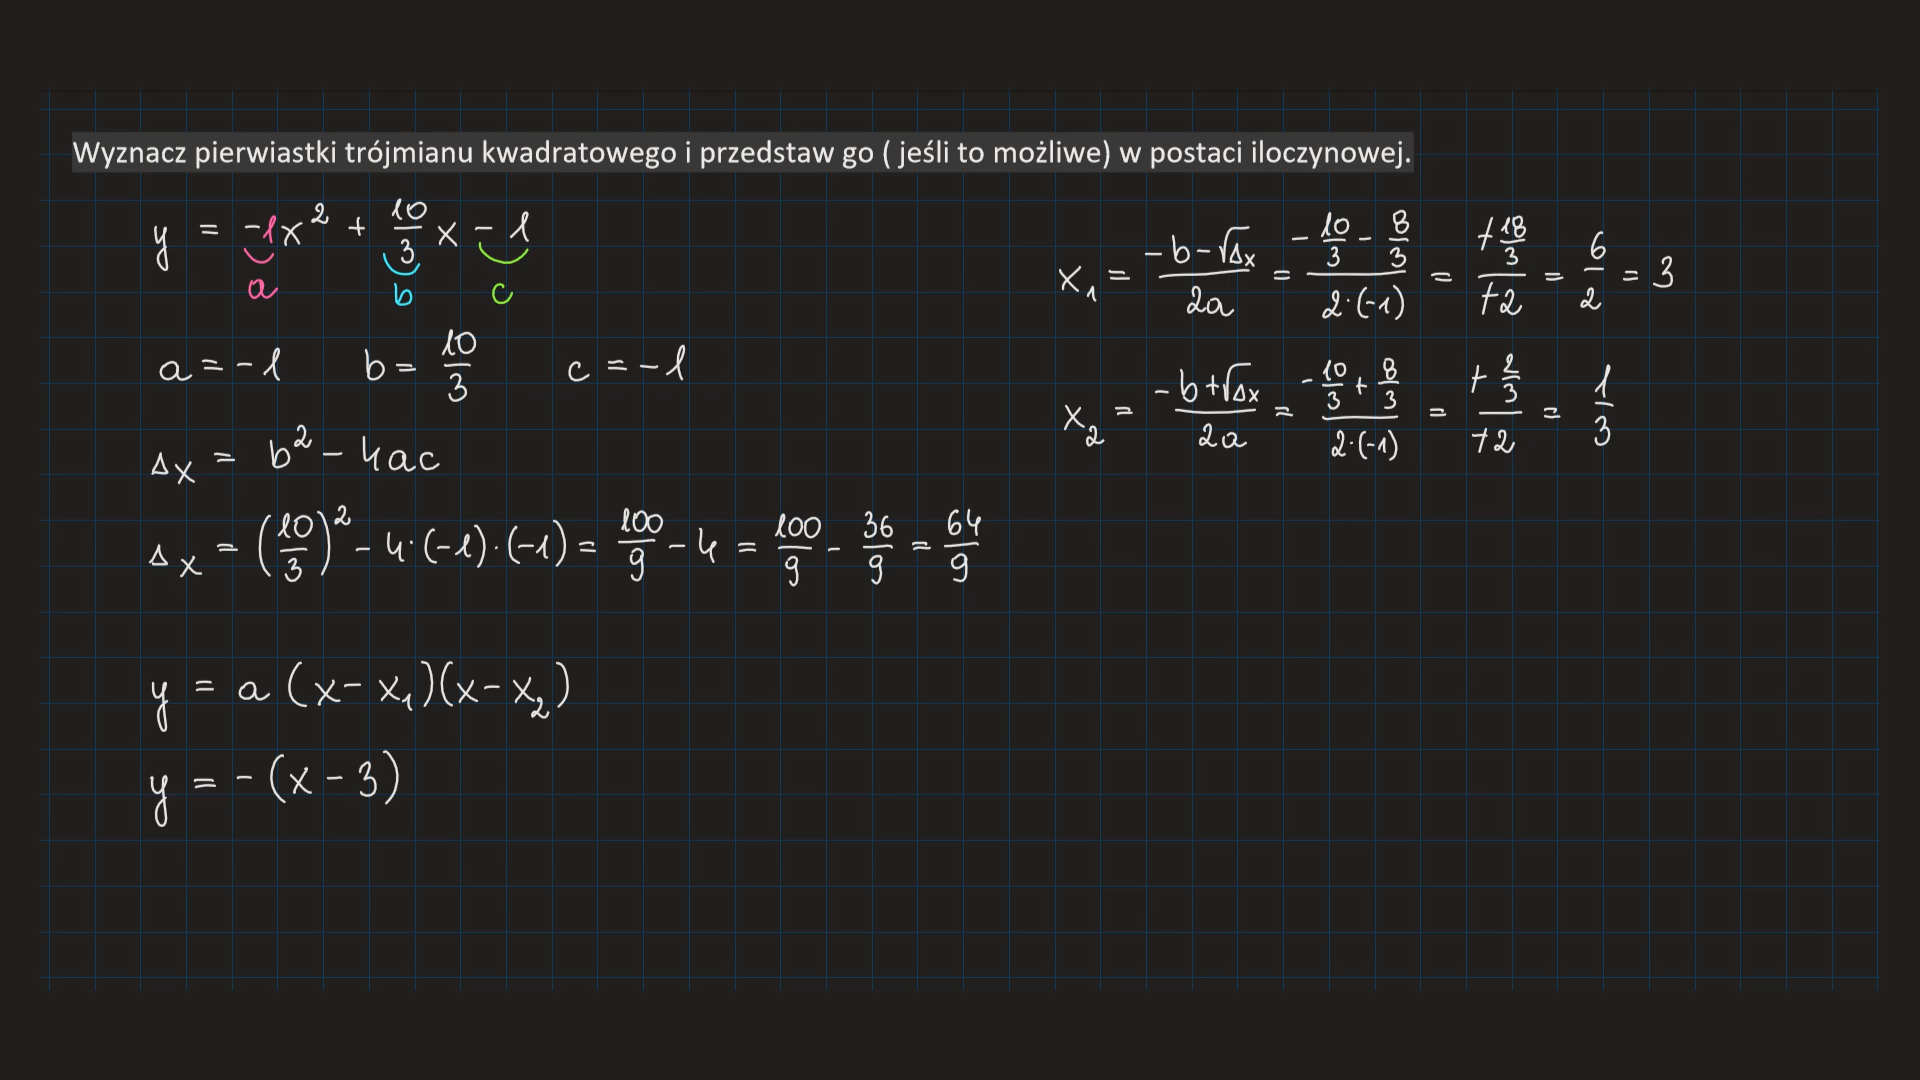 Wyznacz pierwiastki trójmianu kwadratowego i przedstaw go ( jeśli to możliwe) w postaci iloczynowej.
y = -1x² + 10/3 x - 1
a b c
a = -1 b = 10/3 c = -1
Δx = b² - 4ac
Δx = (10/3)² - 4·(-1)·(-1) = 100/9 - 4 = 100/9 - 36/9 = 64/9
y = a (x - x₁)(x - x₂)
y = -(x - 3)
x₁ = (-b - √Δx)/(2a) = (-10/3 - 8/3)/(2·(-1)) = (+18/3)/(+2) = 6/2 = 3
x₂ = (-b + √Δx)/(2a) = (-10/3 + 8/3)/(2·(-1)) = (+2/3)/(+2) = 1/3